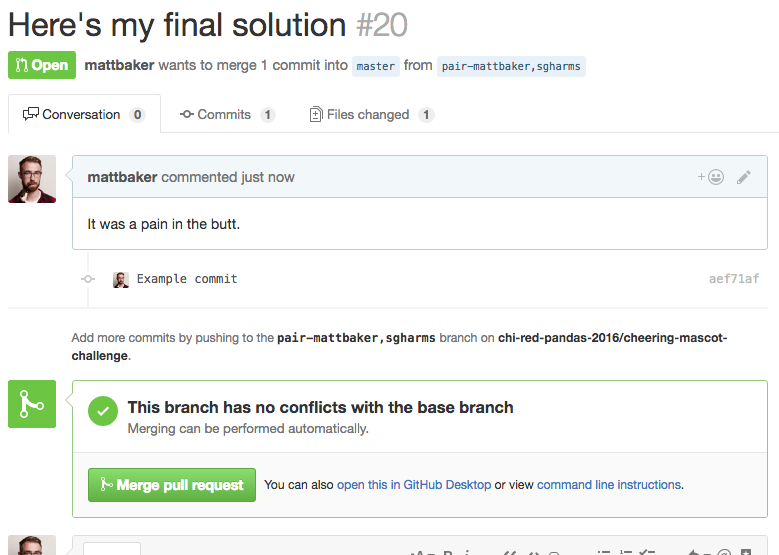 Here's my final solution #20
Open mattbaker wants to merge 1 commit into master from pair-mattbaker,sgharms
Conversation 0 Commits 1 Files changed 1
mattbaker commented just now
It was a pain in the butt.
Example commit aef71af
Add more commits by pushing to the pair-mattbaker,sgharms branch on chi-red-pandas-2016/cheering-mascot-
challenge.
This branch has no conflicts with the base branch
Merging can be performed automatically.
Merge pull request You can also open this in GitHub Desktop or view command line instructions.